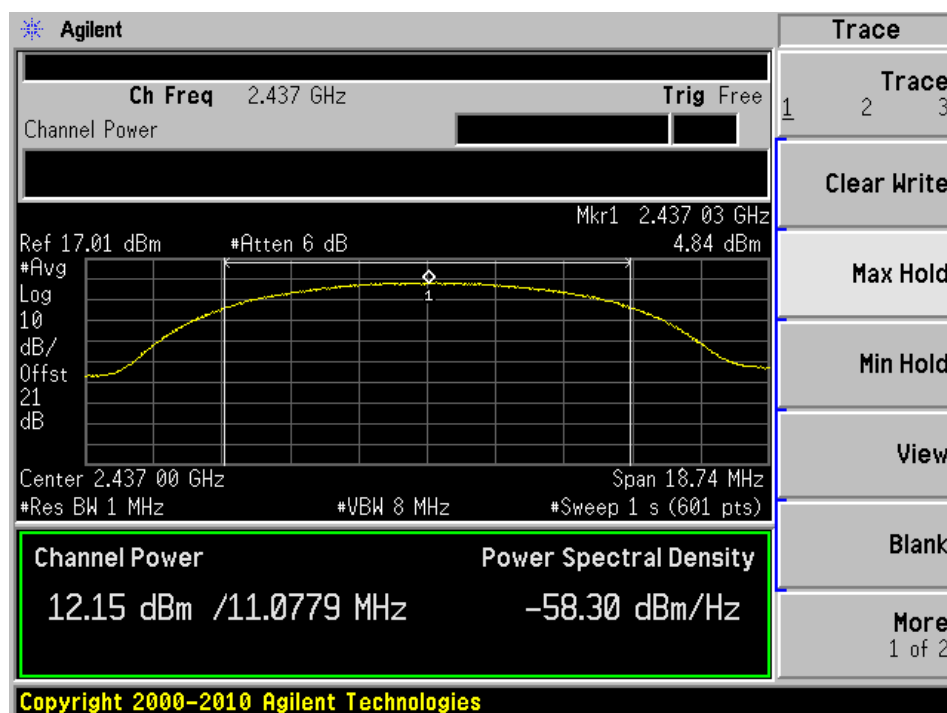 Agilent
Trace
Ch Freq 2.437 GHz Trig Free
Channel Power
Trace
1 2 3
Clear Write
Max Hold
Min Hold
View
Blank
More
1 of 2
Mkr1 2.437 03 GHz
Ref 17.01 dBm #Atten 6 dB 4.84 dBm
#Avg
Log
10
dB/
Offst
21
dB
1
Center 2.437 00 GHz Span 18.74 MHz
#Res BW 1 MHz #VBW 8 MHz #Sweep 1 s (601 pts)
Channel Power Power Spectral Density
12.15 dBm /11.0779 MHz -58.30 dBm/Hz
Copyright 2000-2010 Agilent Technologies